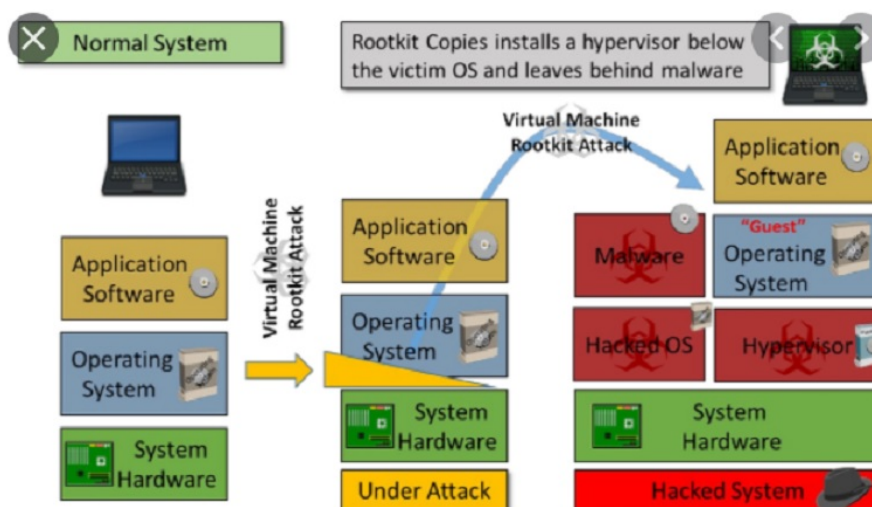 Normal System
Rootkit Copies installs a hypervisor below
the victim OS and leaves behind malware
Virtual Machine
Rootkit Attack
Application
Software
Operating
System
System
Hardware
Virtual Machine
Rootkit Attack
Application
Software
Operating
System
System
Hardware
Under Attack
Application
Software
Malware
"Guest"
Operating
System
Hacked OS
Hypervisor
System
Hardware
Hacked System